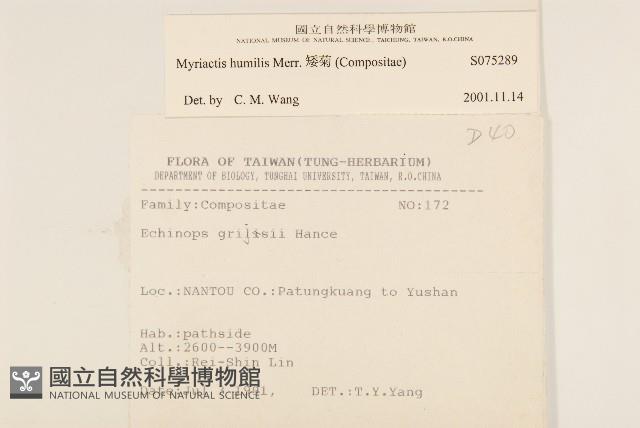 國立自然科學博物館
NATIONAL MUSEUM OF NATURAL SCIENCE, TAICHUNG, TAIWAN, R.O.CHINA
Myriactis humilis Merr. 矮菊 (Compositae) S075289
Det. by C. M. Wang 2001.11.14
D40
FLORA OF TAIWAN(TUNG-HERBARIUM)
DEPARTMENT OF BIOLOGY, TUNGHAI UNIVERSITY, TAIWAN, R.O.CHINA
Family:Compositae NO:172
Echinops grijsii Hance
Loc.:NANTOU CO.:Patungkuang to Yushan
Hab.:pathside
Alt.:2600--3900M
Coll.:Rei-Shin Lin
國立自然科學博物館
NATIONAL MUSEUM OF NATURAL SCIENCE
1991, DET.:T.Y.Yang